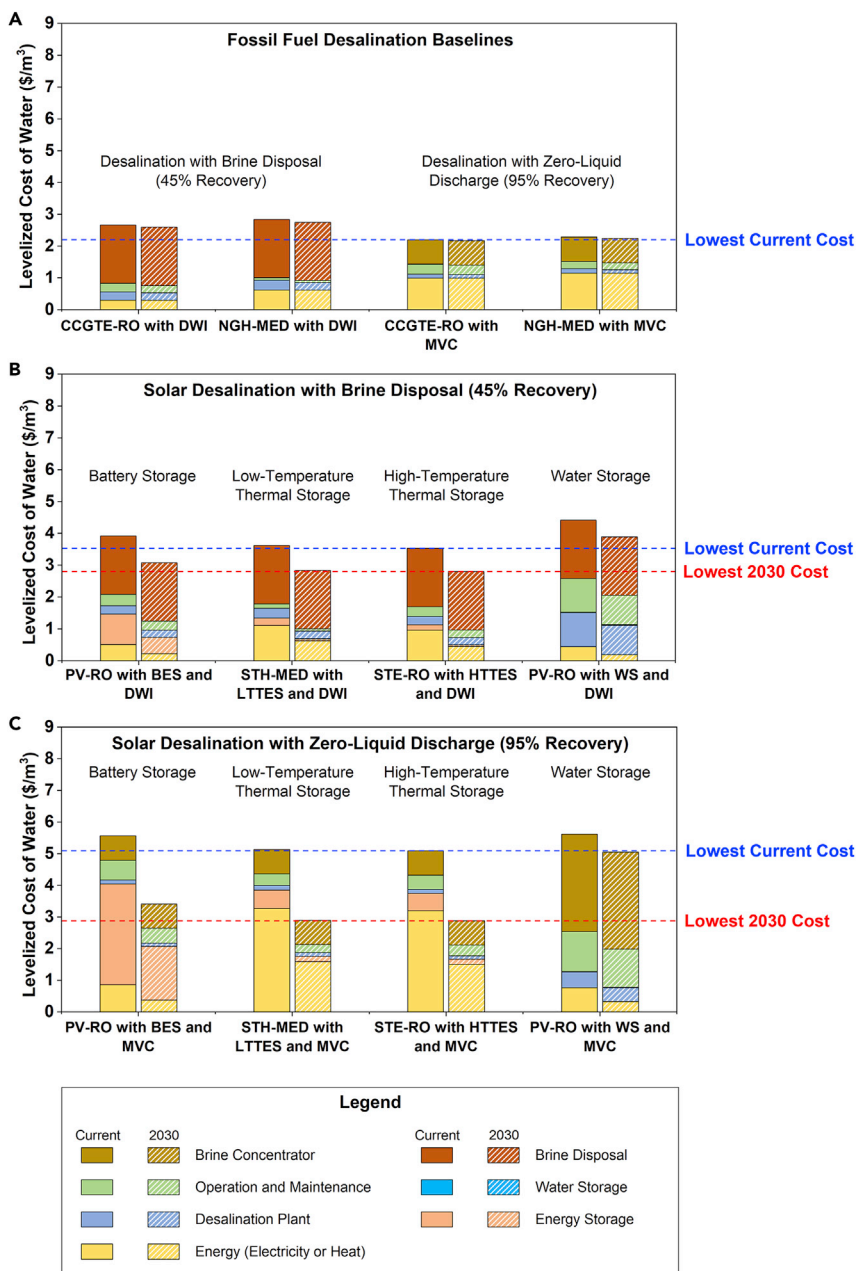 A
Fossil Fuel Desalination Baselines
Levelized Cost of Water ($/m³)
9
8
7
6
5
4
3
2
1
0
Desalination with Brine Disposal
(45% Recovery)
Desalination with Zero-Liquid
Discharge (95% Recovery)
Lowest Current Cost
CCGTE-RO with DWI
NGH-MED with DWI
CCGTE-RO with
MVC
NGH-MED with MVC
B
Solar Desalination with Brine Disposal (45% Recovery)
Levelized Cost of Water ($/m³)
9
8
7
6
5
4
3
2
1
0
Battery Storage
Low-Temperature
Thermal Storage
High-Temperature
Thermal Storage
Water Storage
Lowest Current Cost
Lowest 2030 Cost
PV-RO with BES and
DWI
STH-MED with
LTTES and DWI
STE-RO with HTTES
and DWI
PV-RO with WS and
DWI
C
Solar Desalination with Zero-Liquid Discharge (95% Recovery)
Levelized Cost of Water ($/m³)
9
8
7
6
5
4
3
2
1
0
Battery Storage
Low-Temperature
Thermal Storage
High-Temperature
Thermal Storage
Water Storage
Lowest Current Cost
Lowest 2030 Cost
PV-RO with BES and
MVC
STH-MED with
LTTES and MVC
STE-RO with HTTES
and MVC
PV-RO with WS and
MVC
Legend
Current 2030
Brine Concentrator
Operation and Maintenance
Desalination Plant
Energy (Electricity or Heat)
Current 2030
Brine Disposal
Water Storage
Energy Storage